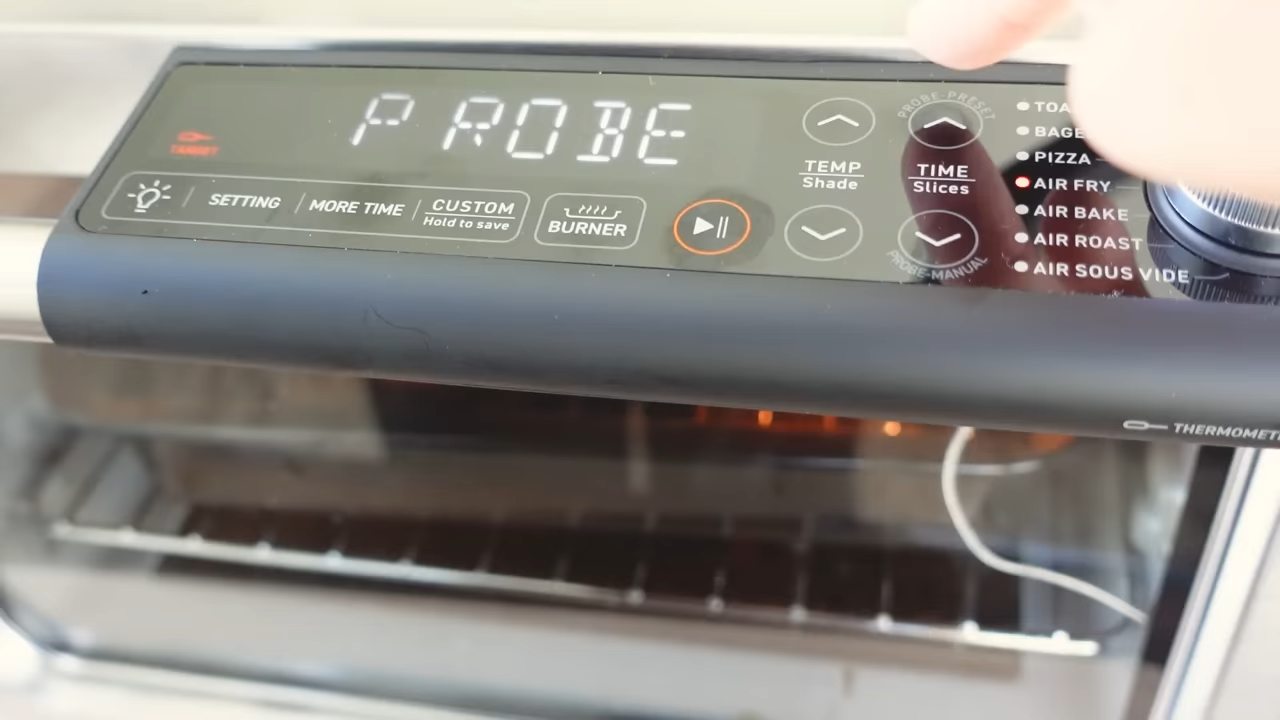 P ROBE
TARGET
SETTING
MORE TIME
CUSTOM
Hold to save
BURNER
TEMP
Shade
PROBE-PRESET
TIME
Slices
PROBE-MANUAL
TOA
BAGE
PIZZA
AIR FRY
AIR BAKE
AIR ROAST
AIR SOUS VIDE
THERMOMET